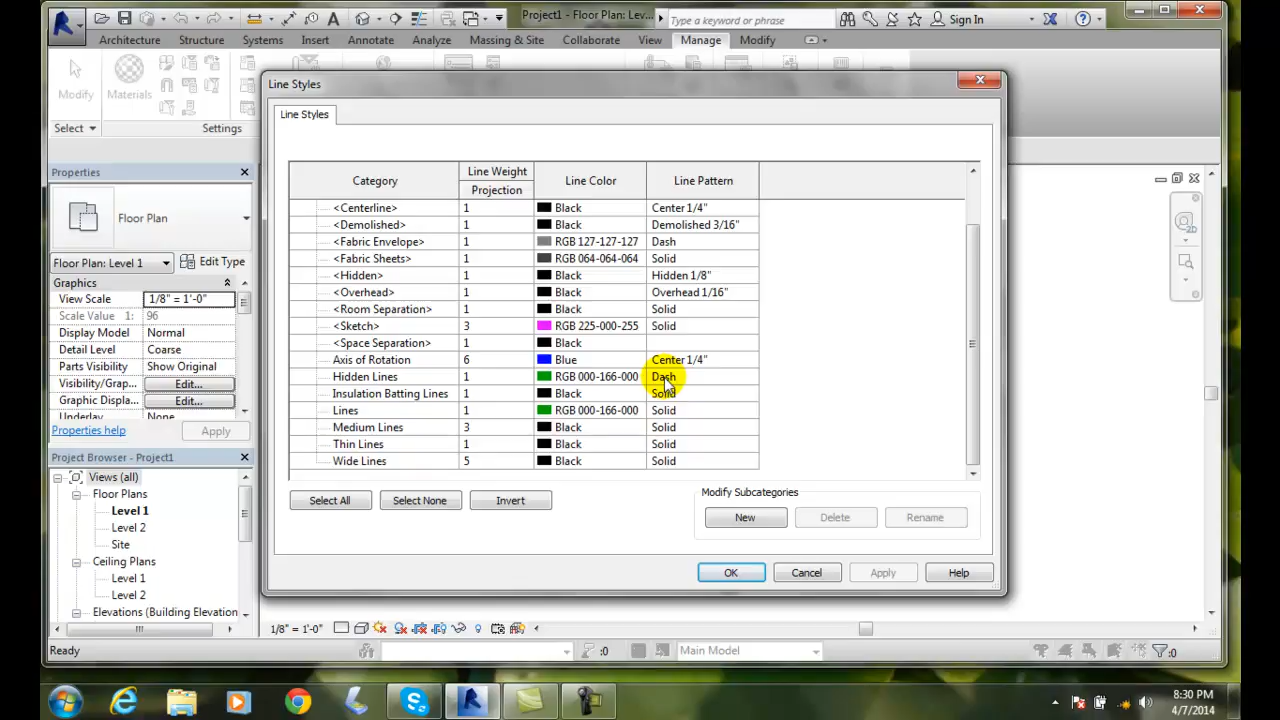 Project1 - Floor Plan: Lev...
Type a keyword or phrase
Sign In
Architecture Structure Systems Insert Annotate Analyze Massing & Site Collaborate View Manage Modify
Modify
Materials
Select
Settings
Line Styles
Line Styles
Category
Line Weight
Projection
Line Color
Line Pattern
<Centerline> 1 Black Center 1/4"
<Demolished> 1 Black Demolished 3/16"
<Fabric Envelope> 1 RGB 127-127-127 Dash
<Fabric Sheets> 1 RGB 064-064-064 Solid
<Hidden> 1 Black Hidden 1/8"
<Overhead> 1 Black Overhead 1/16"
<Room Separation> 1 Black Solid
<Sketch> 3 RGB 225-000-255 Solid
<Space Separation> 1 Black
Axis of Rotation 6 Blue Center 1/4"
Hidden Lines 1 RGB 000-166-000 Dash
Insulation Batting Lines 1 Black Solid
Lines 1 RGB 000-166-000 Solid
Medium Lines 3 Black Solid
Thin Lines 1 Black Solid
Wide Lines 5 Black Solid
Select All Select None Invert
Modify Subcategories
New Delete Rename
OK Cancel Apply Help
Properties
Floor Plan
Floor Plan: Level 1 Edit Type
Graphics
View Scale 1/8" = 1'-0"
Scale Value 1: 96
Display Model Normal
Detail Level Coarse
Parts Visibility Show Original
Visibility/Grap... Edit...
Graphic Displa... Edit...
Underlay None
Properties help Apply
Project Browser - Project1
Views (all)
Floor Plans
Level 1
Level 2
Site
Ceiling Plans
Level 1
Level 2
Elevations (Building Elevation
1/8" = 1'-0"
Ready
:0
Main Model
:0
8:30 PM
4/7/2014